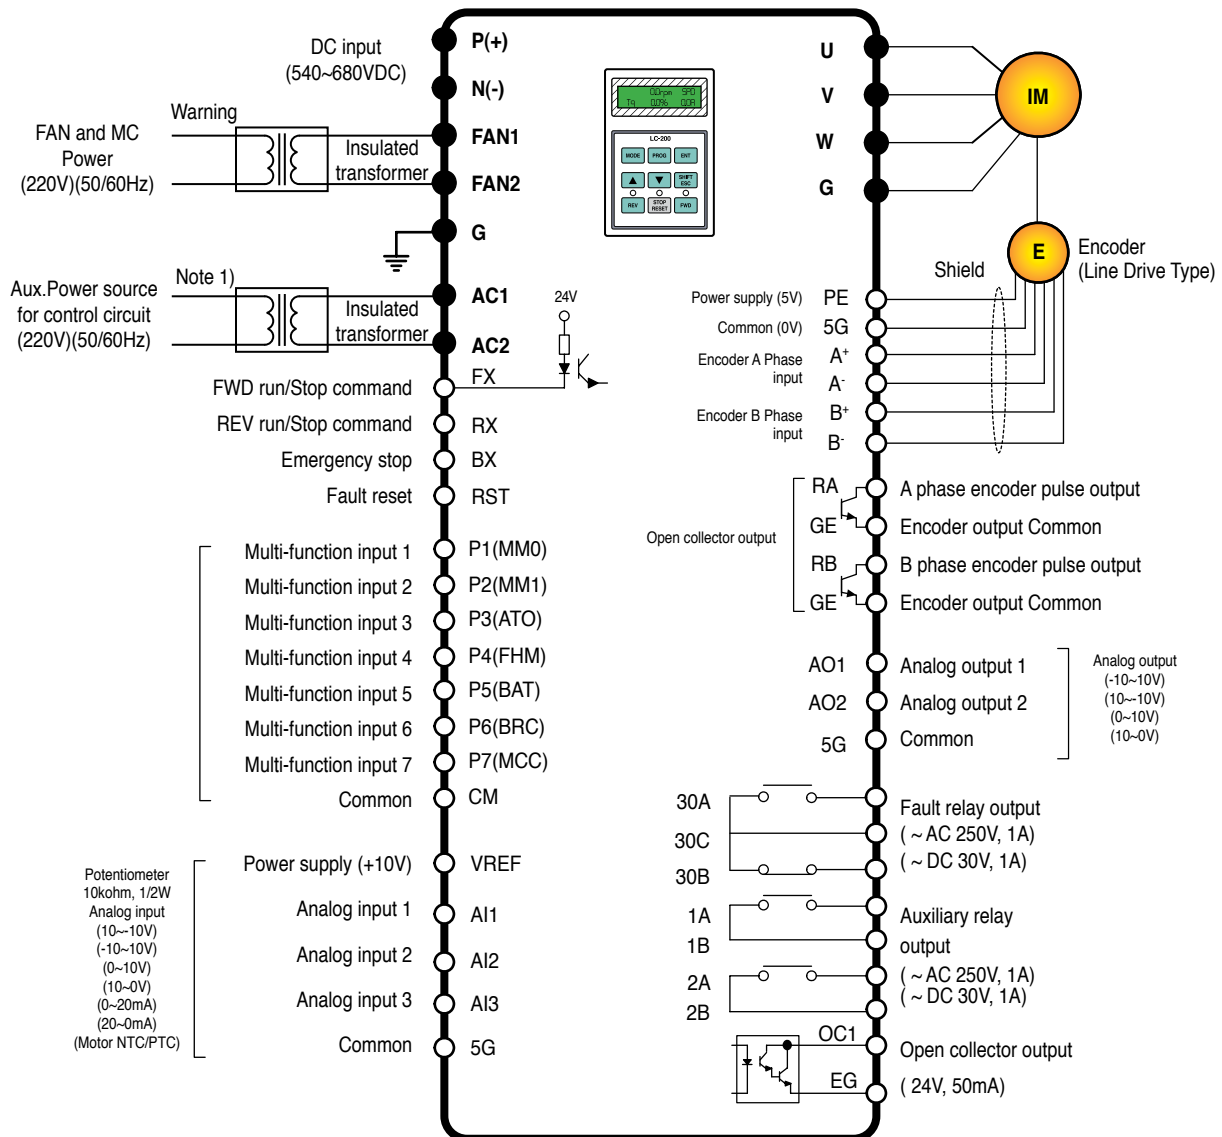 DC input
(540~680VDC)
P(+)
N(-)
Warning
FAN and MC
Power
(220V)(50/60Hz)
Insulated
transformer
FAN1
FAN2
G
Note 1)
Aux.Power source
for control circuit
(220V)(50/60Hz)
Insulated
transformer
AC1
AC2
24V
FWD run/Stop command
FX
REV run/Stop command
RX
Emergency stop
BX
Fault reset
RST
Multi-function input 1
P1(MM0)
Multi-function input 2
P2(MM1)
Multi-function input 3
P3(ATO)
Multi-function input 4
P4(FHM)
Multi-function input 5
P5(BAT)
Multi-function input 6
P6(BRC)
Multi-function input 7
P7(MCC)
Common
CM
Potentiometer
10kohm, 1/2W
Analog input
(10~-10V)
(-10~10V)
(0~10V)
(10~0V)
(0~20mA)
(20~0mA)
(Motor NTC/PTC)
Power supply (+10V)
VREF
Analog input 1
AI1
Analog input 2
AI2
Analog input 3
AI3
Common
5G
0.0rpm SPD
Tq 0.0% 0.0A
LC-200
MODE PROG ENT
▲ ▼ SHIFT
ESC
REV STOP
RESET FWD
U
V
W
G
IM
E
Encoder
(Line Drive Type)
Shield
Power supply (5V) PE
Common (0V) 5G
Encoder A Phase
input
A+
A-
Encoder B Phase
input
B+
B-
Open collector output
RA A phase encoder pulse output
GE Encoder output Common
RB B phase encoder pulse output
GE Encoder output Common
AO1 Analog output 1
AO2 Analog output 2
5G Common
Analog output
(-10~10V)
(10~-10V)
(0~10V)
(10~0V)
30A
30C
30B
Fault relay output
( ~ AC 250V, 1A)
( ~ DC 30V, 1A)
1A
1B
2A
2B
Auxiliary relay
output
( ~ AC 250V, 1A)
( ~ DC 30V, 1A)
OC1
EG
Open collector output
( 24V, 50mA)